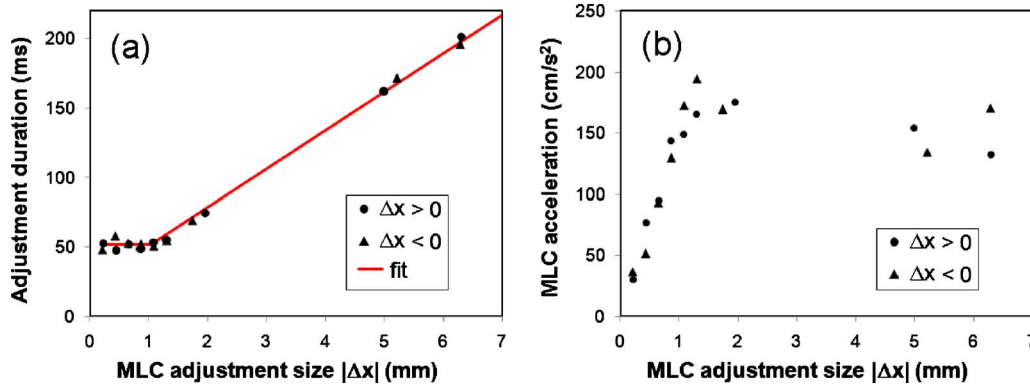 (a)
Adjustment duration (ms)
200
150
100
50
0
0 1 2 3 4 5 6 7
MLC adjustment size |Δx| (mm)
Δx > 0
Δx < 0
fit
(b)
MLC acceleration (cm/s²)
250
200
150
100
50
0
0 1 2 3 4 5 6 7
MLC adjustment size |Δx| (mm)
Δx > 0
Δx < 0